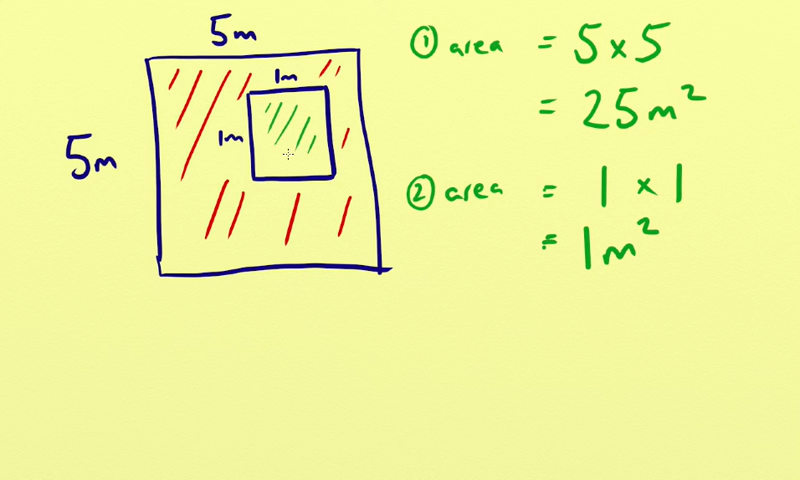 5m
5m
1m
1m
① area = 5 x 5
= 25m²
② area = 1 x 1
= 1m²